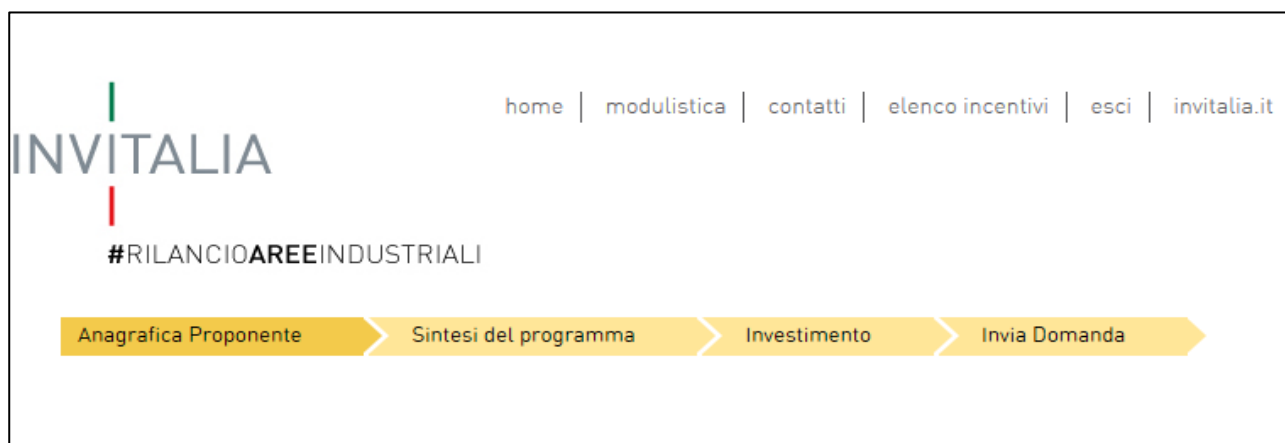 home | modulistica | contatti | elenco incentivi | esci | invitalia.it
INVITALIA
#RILANCIOAREEINDUSTRIALI
Anagrafica Proponente Sintesi del programma Investimento Invia Domanda